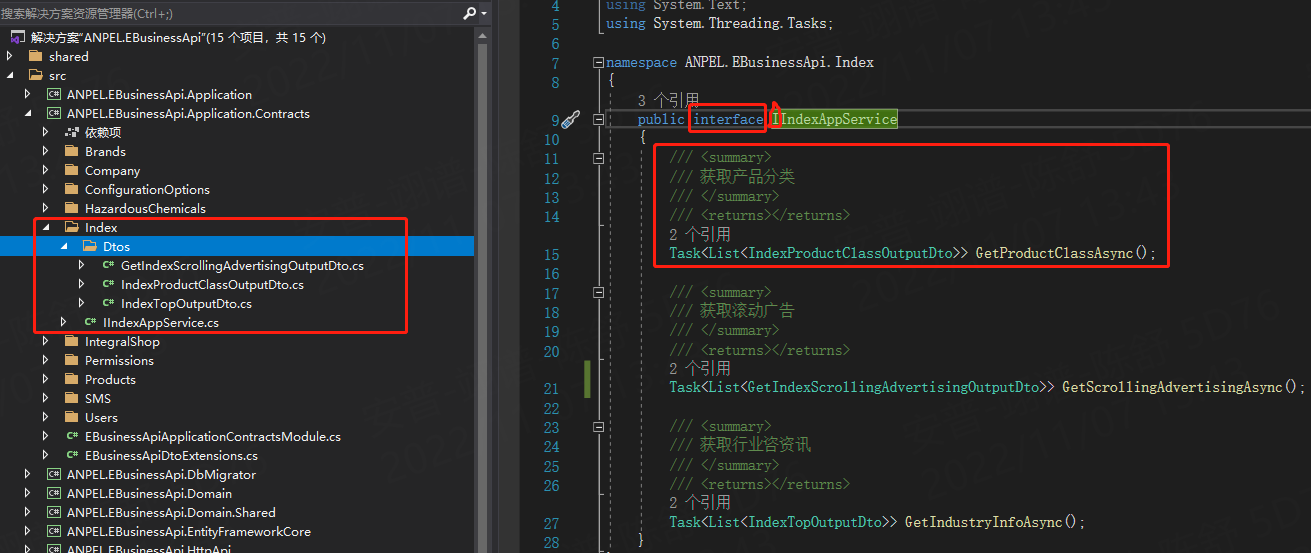 搜索解决方案资源管理器(Ctrl+;)
解决方案“ANPEL.EBusinessApi”(15 个项目，共 15 个)
shared
src
ANPEL.EBusinessApi.Application
ANPEL.EBusinessApi.Application.Contracts
依赖项
Brands
Company
ConfigurationOptions
HazardousChemicals
Index
Dtos
GetIndexScrollingAdvertisingOutputDto.cs
IndexProductClassOutputDto.cs
IndexTopOutputDto.cs
IIndexAppService.cs
IntegralShop
Permissions
Products
SMS
Users
EBusinessApiApplicationContractsModule.cs
EBusinessApiDtoExtensions.cs
ANPEL.EBusinessApi.DbMigrator
ANPEL.EBusinessApi.Domain
ANPEL.EBusinessApi.Domain.Shared
ANPEL.EBusinessApi.EntityFrameworkCore
ANPEL.EBusinessApi.HttpApi
4 using System.Text;
5 using System.Threading.Tasks;
6
7 namespace ANPEL.EBusinessApi.Index
8 {
3 个引用
9 public interface IIndexAppService
10 {
11 /// <summary>
12 /// 获取产品分类
13 /// </summary>
14 /// <returns></returns>
2 个引用
15 Task<List<IndexProductClassOutputDto>> GetProductClassAsync();
16
17 /// <summary>
18 /// 获取滚动广告
19 /// </summary>
20 /// <returns></returns>
2 个引用
21 Task<List<GetIndexScrollingAdvertisingOutputDto>> GetScrollingAdvertisingAsync();
22
23 /// <summary>
24 /// 获取行业咨资讯
25 /// </summary>
26 /// <returns></returns>
2 个引用
27 Task<List<IndexTopOutputDto>> GetIndustryInfoAsync();
28 }